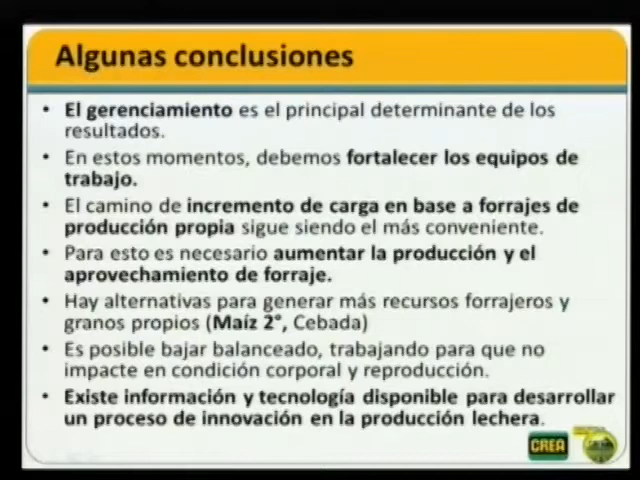 Algunas conclusiones
• El gerenciamiento es el principal determinante de los
resultados.
• En estos momentos, debemos fortalecer los equipos de
trabajo.
• El camino de incremento de carga en base a forrajes de
producción propia sigue siendo el más conveniente.
• Para esto es necesario aumentar la producción y el
aprovechamiento de forraje.
• Hay alternativas para generar más recursos forrajeros y
granos propios (Maíz 2°, Cebada)
• Es posible bajar balanceado, trabajando para que no
impacte en condición corporal y reproducción.
• Existe información y tecnología disponible para desarrollar
un proceso de innovación en la producción lechera.
CREA